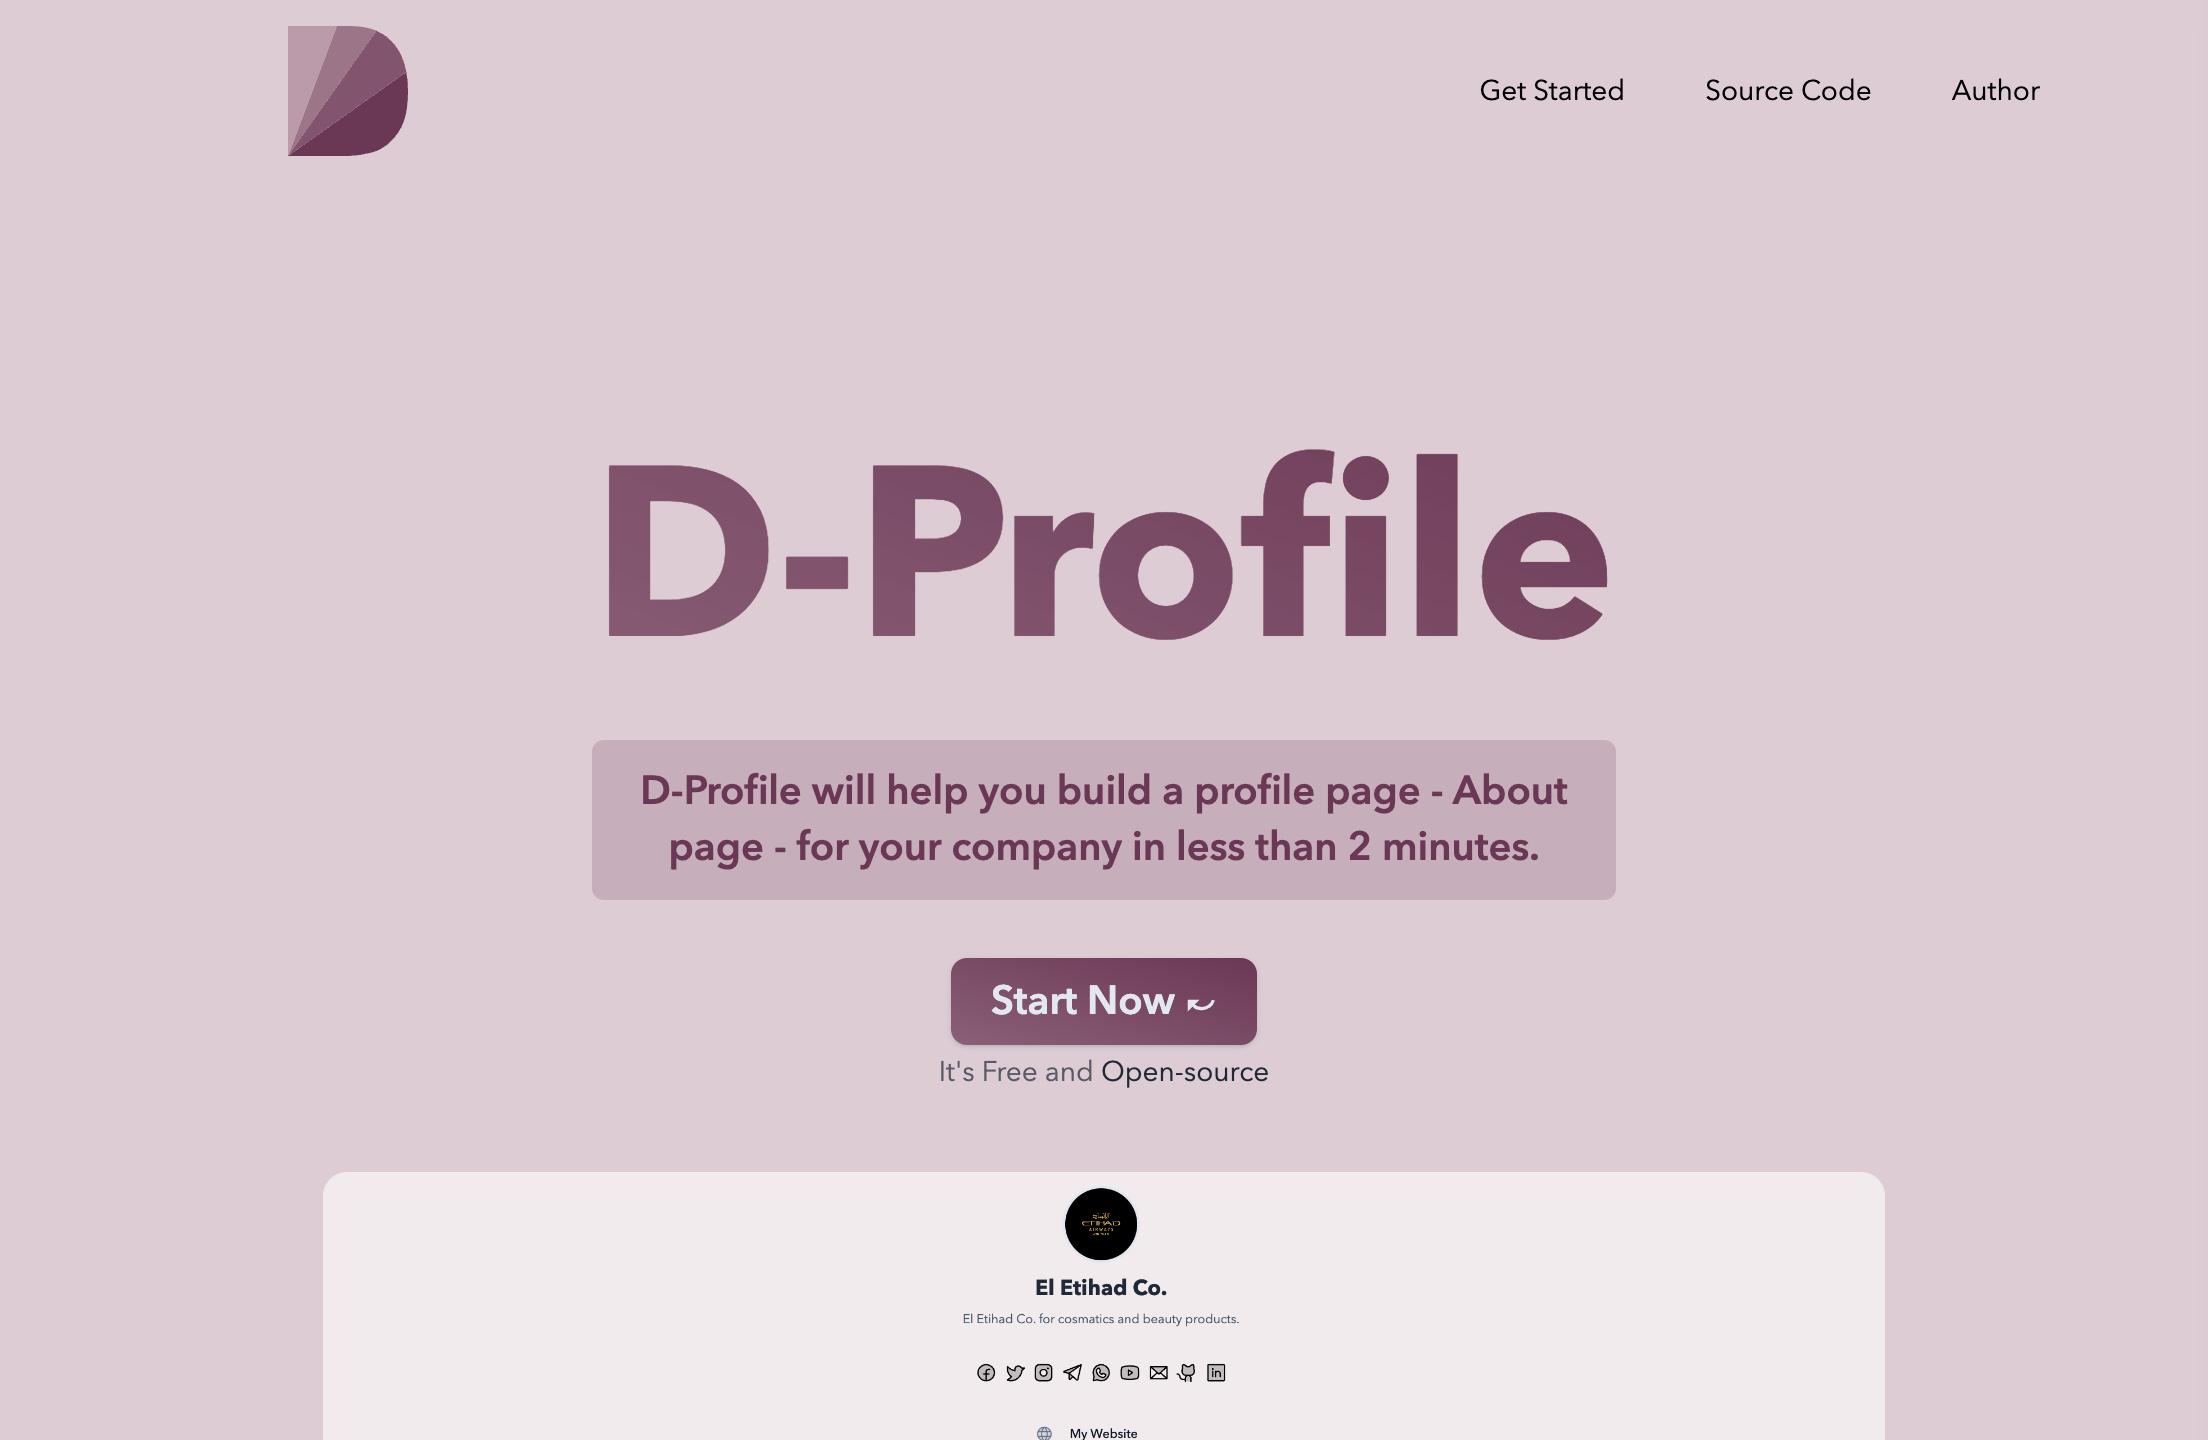 Get Started
Source Code
Author
D-Profile
D-Profile will help you build a profile page - About
page - for your company in less than 2 minutes.
Start Now
It's Free and Open-source
ETIHAD
El Etihad Co.
El Etihad Co. for cosmatics and beauty products.
My Website